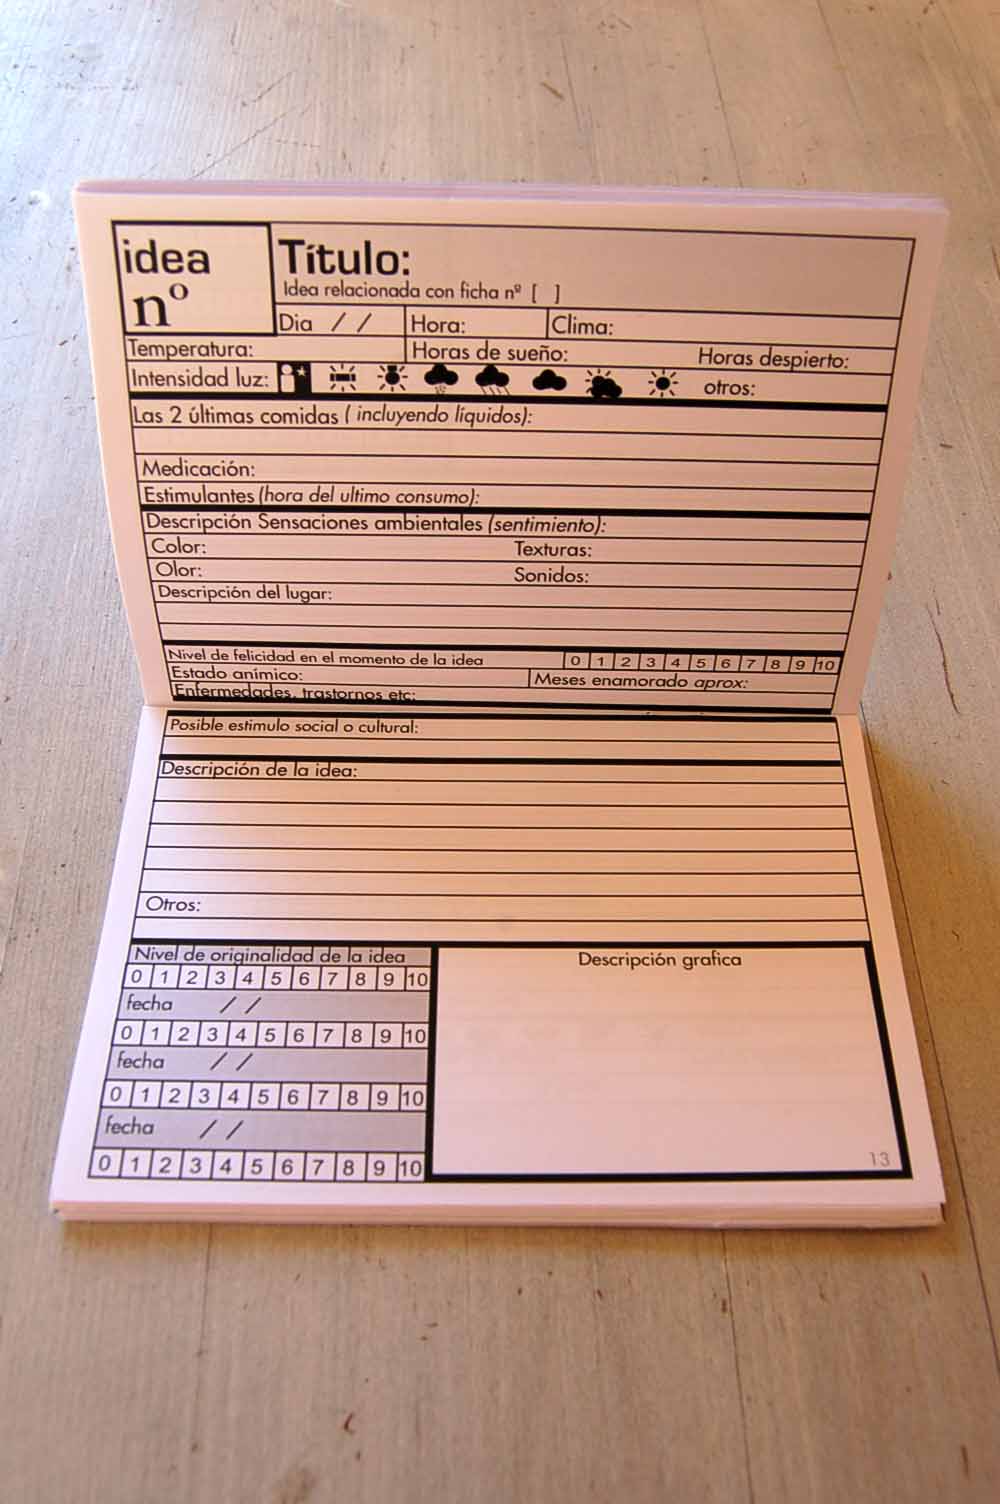 idea
nº
Título:
Idea relacionada con ficha nº [ ]
Dia / / Hora: Clima:
Temperatura: Horas de sueño: Horas despierto:
Intensidad luz: otros:
Las 2 últimas comidas ( incluyendo líquidos):
Medicación:
Estimulantes (hora del ultimo consumo):
Descripción Sensaciones ambientales (sentimiento):
Color: Texturas:
Olor: Sonidos:
Descripción del lugar:
Nivel de felicidad en el momento de la idea 0 1 2 3 4 5 6 7 8 9 10
Estado anímico: Meses enamorado aprox:
Enfermedades, trastornos etc:
Posible estimulo social o cultural:
Descripción de la idea:
Otros:
Nivel de originalidad de la idea
0 1 2 3 4 5 6 7 8 9 10
fecha / /
0 1 2 3 4 5 6 7 8 9 10
fecha / /
0 1 2 3 4 5 6 7 8 9 10
fecha / /
0 1 2 3 4 5 6 7 8 9 10
Descripción grafica
13